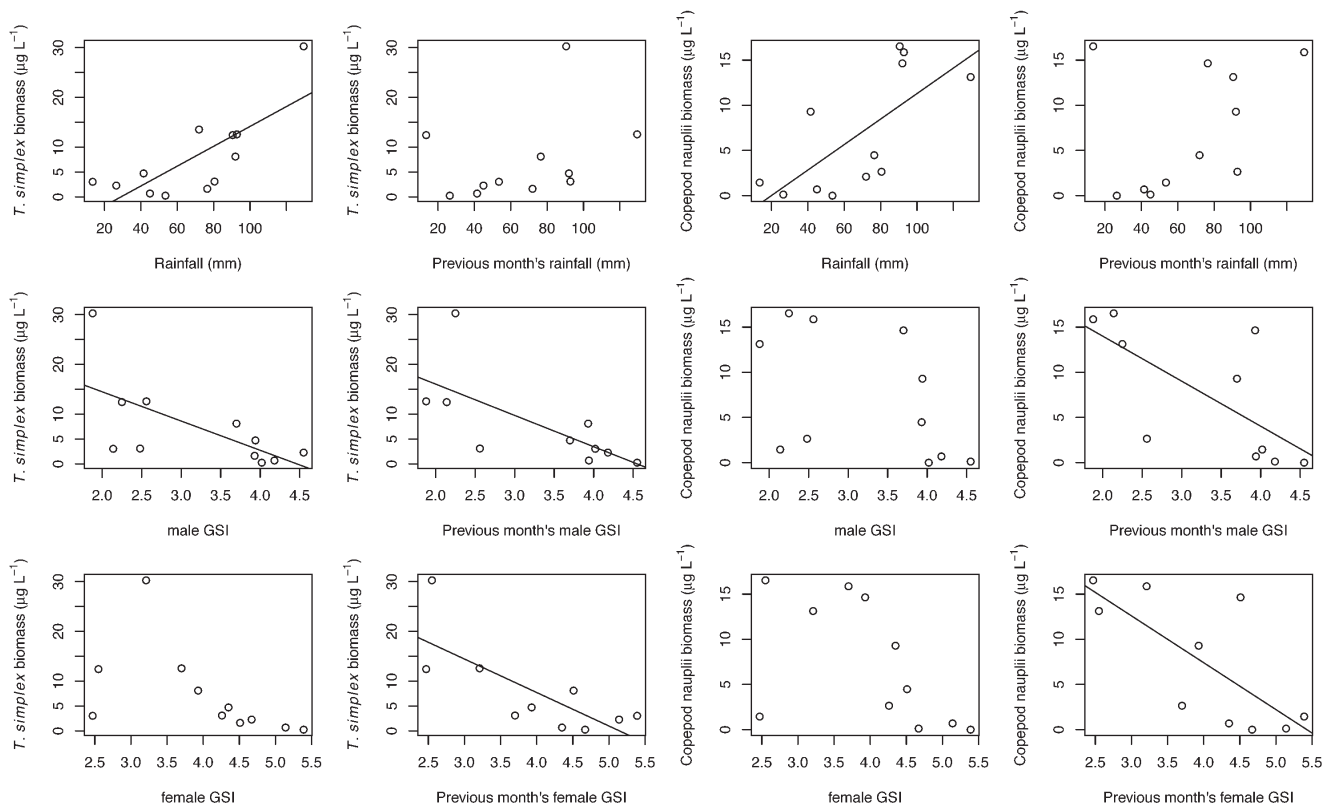 T. simplex biomass (µg L⁻¹)
0 5 10 20 30
20 40 60 80 100
Rainfall (mm)
T. simplex biomass (µg L⁻¹)
0 5 10 20 30
20 40 60 80 100
Previous month's rainfall (mm)
Copepod nauplii biomass (µg L⁻¹)
0 5 10 15
20 40 60 80 100
Rainfall (mm)
Copepod nauplii biomass (µg L⁻¹)
0 5 10 15
20 40 60 80 100
Previous month's rainfall (mm)
T. simplex biomass (µg L⁻¹)
0 5 10 20 30
2.0 2.5 3.0 3.5 4.0 4.5
male GSI
T. simplex biomass (µg L⁻¹)
0 5 10 20 30
2.0 2.5 3.0 3.5 4.0 4.5
Previous month's male GSI
Copepod nauplii biomass (µg L⁻¹)
0 5 10 15
2.0 2.5 3.0 3.5 4.0 4.5
male GSI
Copepod nauplii biomass (µg L⁻¹)
0 5 10 15
2.0 2.5 3.0 3.5 4.0 4.5
Previous month's male GSI
T. simplex biomass (µg L⁻¹)
0 5 10 20 30
2.5 3.0 3.5 4.0 4.5 5.0 5.5
female GSI
T. simplex biomass (µg L⁻¹)
0 5 10 20 30
2.5 3.0 3.5 4.0 4.5 5.0 5.5
Previous month's female GSI
Copepod nauplii biomass (µg L⁻¹)
0 5 10 15
2.5 3.0 3.5 4.0 4.5 5.0 5.5
female GSI
Copepod nauplii biomass (µg L⁻¹)
0 5 10 15
2.5 3.0 3.5 4.0 4.5 5.0 5.5
Previous month's female GSI